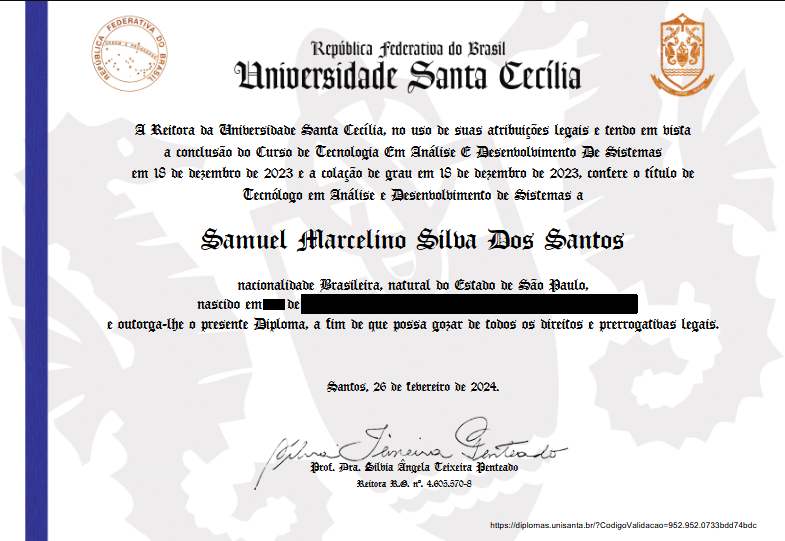 REPÚBLICA FEDERATIVA DO BRASIL
República Federativa do Brasil
Universidade Santa Cecília
A Reitora da Universidade Santa Cecília, no uso de suas atribuições legais e tendo em vista
a conclusão do Curso de Tecnologia Em Análise E Desenvolvimento De Sistemas
em 18 de dezembro de 2023 e a colação de grau em 18 de dezembro de 2023, confere o título de
Tecnólogo em Análise e Desenvolvimento de Sistemas a
Samuel Marcelino Silva Dos Santos
nacionalidade Brasileira, natural do Estado de São Paulo,
nascido em de
e outorga-lhe o presente Diploma, a fim de que possa gozar de todos os direitos e prerrogativas legais.
Santos, 26 de fevereiro de 2024.
Silvia Teixeira Penteado
Prof. Dra. Sílvia Ângela Teixeira Penteado
Reitora R.G. nº. 4.605.570-8
https://diplomas.unisanta.br/?CodigoValidacao=952.952.0733bdd74bdc